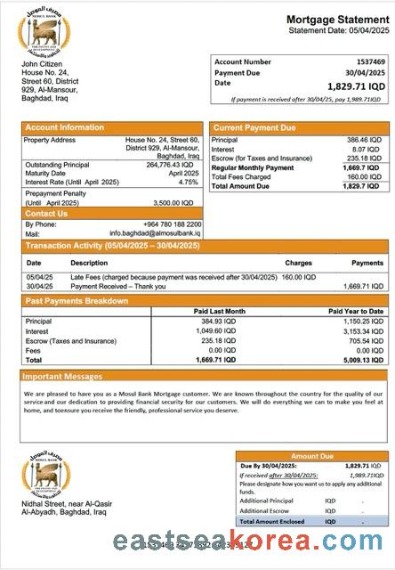 Mortgage Statement
Statement Date: 05/04/2025
John Citizen
House No. 24,
Street 60, District
929, Al-Mansour,
Baghdad, Iraq
Account Number 1537469
Payment Due 30/04/2025
Date 1,829.71 IQD
If payment is received after 30/04/25, pay 1,989.71IQD
Account Information
Property Address House No. 24, Street 60,
District 929, Al-Mansour,
Baghdad, Iraq
Outstanding Principal 264,776.43 IQD
Maturity Date April 2025
Interest Rate (Until April 2025) 4.75%
Prepayment Penalty
(Until April 2025) 3,500.00 IQD
Current Payment Due
Principal 386.46 IQD
Interest 8.07 IQD
Escrow (for Taxes and Insurance) 235.18 IQD
Regular Monthly Payment 1,669.7 IQD
Total Fees Charged 160.00 IQD
Total Amount Due 1,829.7 IQD
Contact Us
By Phone: +964 780 188 2200
Mail: info.baghdad@almosulbank.iq
Transaction Activity (05/04/2025 – 30/04/2025)
Date Description Charges Payments
05/04/25 Late Fees (charged because payment was received after 30/04/2025) 160.00 IQD
30/04/25 Payment Received – Thank you 1,669.71 IQD
Past Payments Breakdown
Paid Last Month Paid Year to Date
Principal 384.93 IQD 1,150.25 IQD
Interest 1,049.60 IQD 3,153.34 IQD
Escrow (Taxes and Insurance) 235.18 IQD 705.54 IQD
Fees 0.00 IQD 0.00 IQD
Total 1,669.71 IQD 5,009.13 IQD
Important Messages
We are pleased to have you as a Mosul Bank Mortgage customer. We are known throughout the country for the quality of our
service and our dedication to providing financial security for our customers. We will do everything we can to make you feel at
home, and toensure you receive the friendly, professional service you deserve.
Nidhal Street, near Al-Qasir
Al-Abyadh, Baghdad, Iraq
Amount Due
Due By 30/04/2025: 1,829.71 IQD
If received after 30/04/2025: 1,989.71IQD
Please designate how you want us to apply any additional
funds.
Additional Principal IQD .
Additional Escrow IQD .
Total Amount Enclosed IQD .
eastseakorea.com